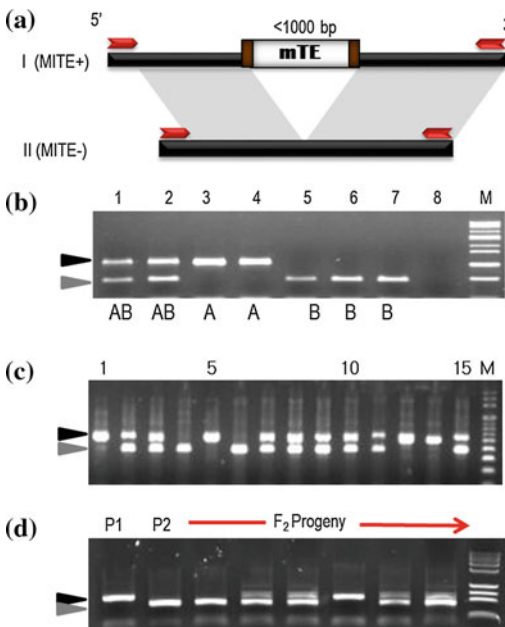 (a)
5' <1000 bp 3'
I (MITE+) mTE
II (MITE-)
(b) 1 2 3 4 5 6 7 8 M
AB AB A A B B B
(c) 1 5 10 15 M
(d) P1 P2 F2 Progeny